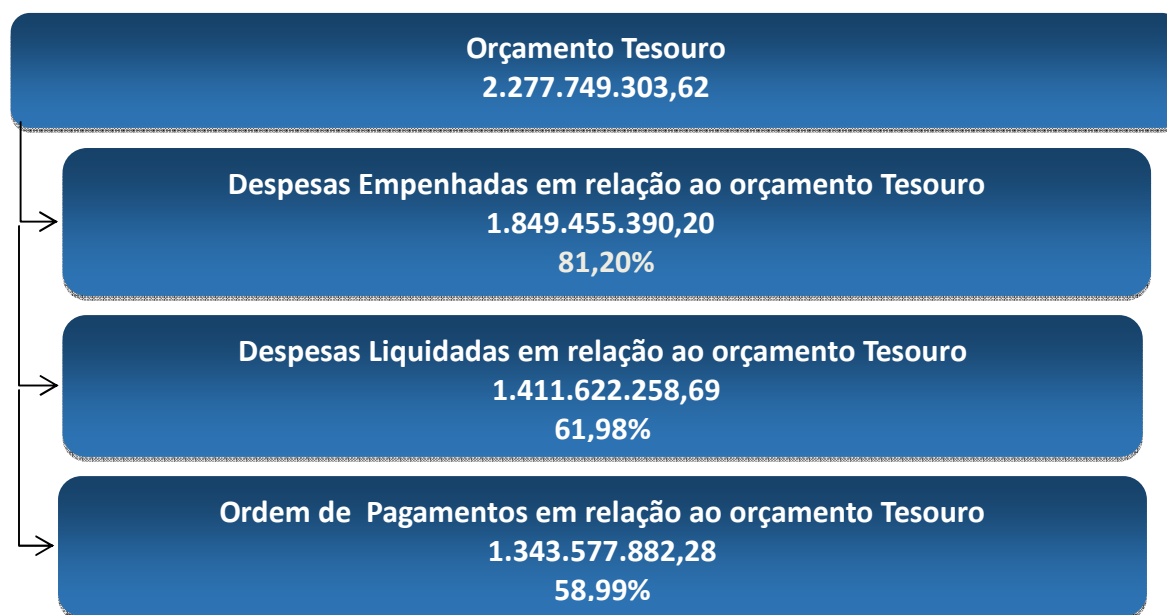 Orçamento Tesouro
2.277.749.303,62
Despesas Empenhadas em relação ao orçamento Tesouro
1.849.455.390,20
81,20%
Despesas Liquidadas em relação ao orçamento Tesouro
1.411.622.258,69
61,98%
Ordem de Pagamentos em relação ao orçamento Tesouro
1.343.577.882,28
58,99%